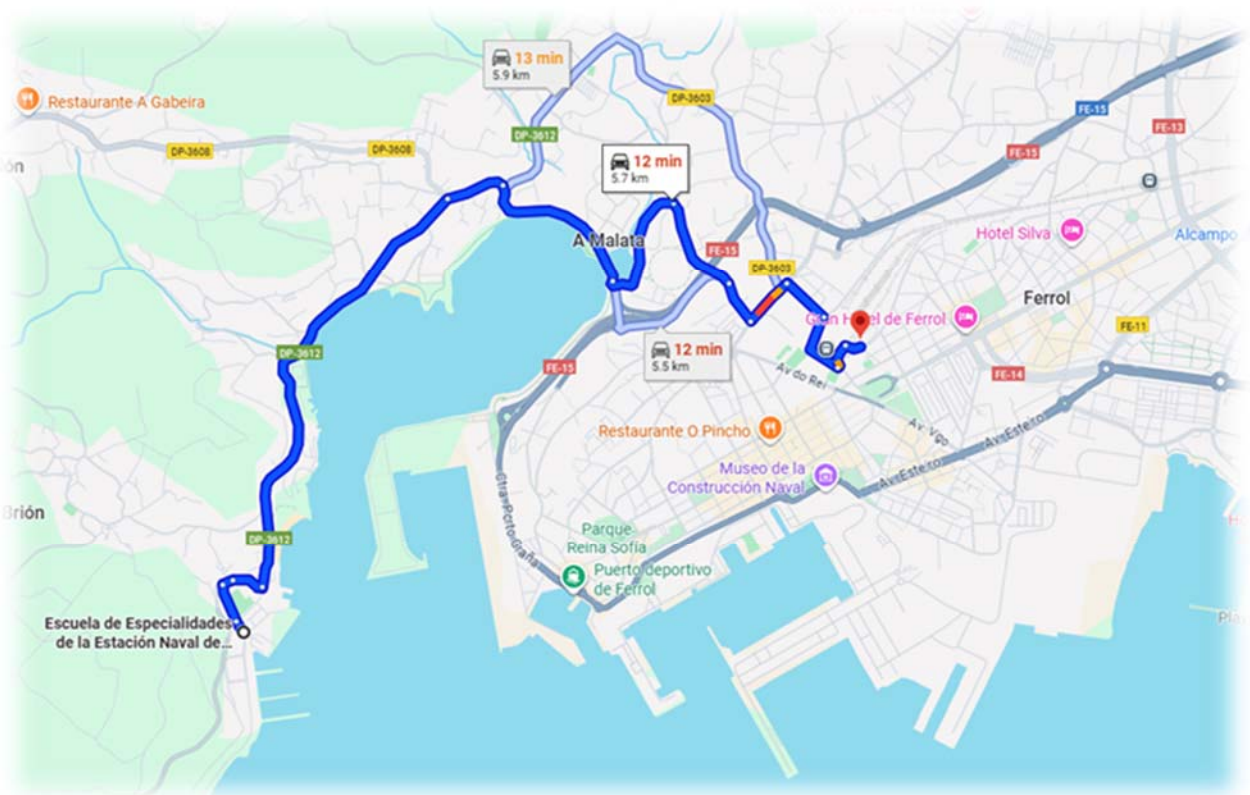 13 min
5.9 km
Restaurante A Gabeira
DP-3603
FE-15
FE-13
DP-3612
DP-3608
DP-3608
FE-15
12 min
5.7 km
ón
Hotel Silva
Alcampo
A Malata
FE-15
DP-3603
Ferrol
Gran Hotel de Ferrol
FE-11
DP-3612
12 min
5.5 km
FE-15
FE-14
Av. do Rei
Av. Vgo
Restaurante O Pincho
Av. Esteiro
Av. Esteiro
Museo de la
Construcción Naval
Ctra. Porto Graña
Brión
DP-3612
Parque
Reina Sofía
Puerto deportivo
de Ferrol
Escuela de Especialidades
de la Estación Naval de...